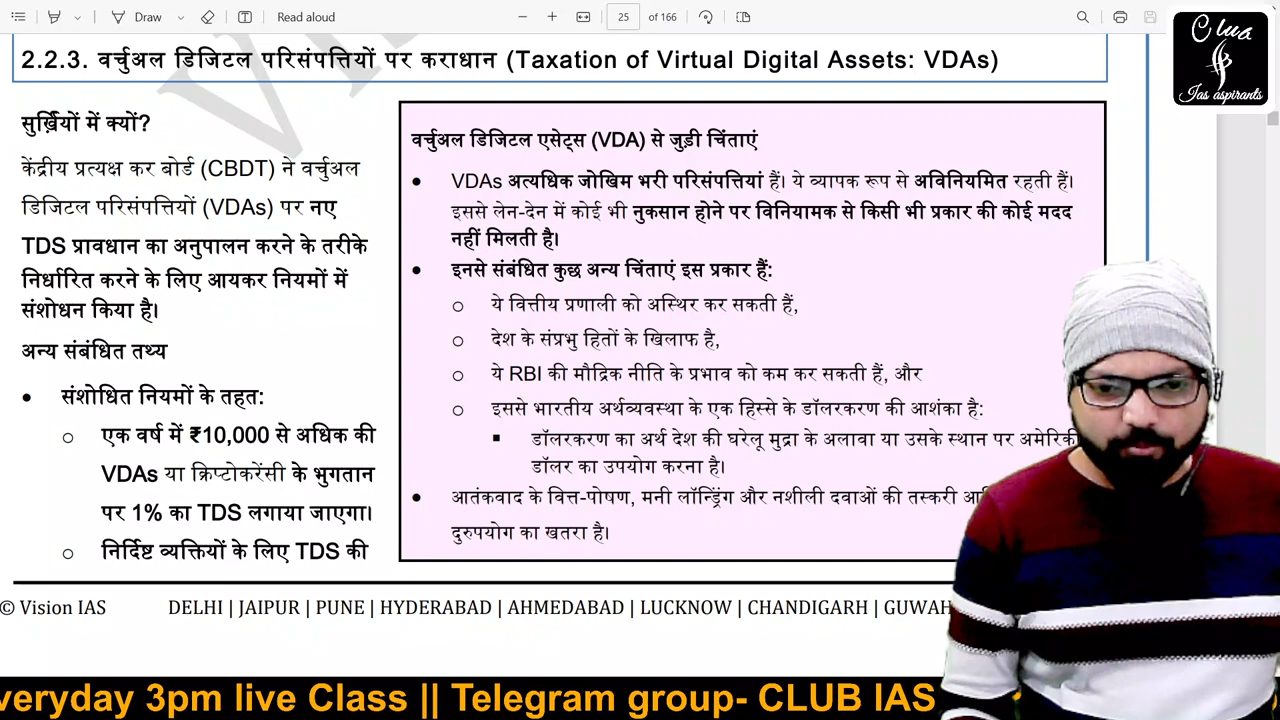 Draw
Read aloud
25
of 166
Clua
Ias aspirants
2.2.3. वर्चुअल डिजिटल परिसंपत्तियों पर कराधान (Taxation of Virtual Digital Assets: VDAs)
सुर्ख़ियों में क्यों?
केंद्रीय प्रत्यक्ष कर बोर्ड (CBDT) ने वर्चुअल
डिजिटल परिसंपत्तियों (VDAs) पर नए
TDS प्रावधान का अनुपालन करने के तरीके
निर्धारित करने के लिए आयकर नियमों में
संशोधन किया है।
अन्य संबंधित तथ्य
• संशोधित नियमों के तहत:
o एक वर्ष में ₹10,000 से अधिक की
VDAs या क्रिप्टोकरेंसी के भुगतान
पर 1% का TDS लगाया जाएगा।
o निर्दिष्ट व्यक्तियों के लिए TDS की
वर्चुअल डिजिटल एसेट्स (VDA) से जुड़ी चिंताएं
• VDAs अत्यधिक जोखिम भरी परिसंपत्तियां हैं। ये व्यापक रूप से अविनियमित रहती हैं।
इससे लेन-देन में कोई भी नुकसान होने पर विनियामक से किसी भी प्रकार की कोई मदद
नहीं मिलती है।
• इनसे संबंधित कुछ अन्य चिंताएं इस प्रकार हैं:
o ये वित्तीय प्रणाली को अस्थिर कर सकती हैं,
o देश के संप्रभु हितों के खिलाफ है,
o ये RBI की मौद्रिक नीति के प्रभाव को कम कर सकती हैं, और
o इससे भारतीय अर्थव्यवस्था के एक हिस्से के डॉलरकरण की आशंका है:
▪ डॉलरकरण का अर्थ देश की घरेलू मुद्रा के अलावा या उसके स्थान पर अमेरिकी
डॉलर का उपयोग करना है।
• आतंकवाद के वित्त-पोषण, मनी लॉन्ड्रिंग और नशीली दवाओं की तस्करी
दुरुपयोग का खतरा है।
© Vision IAS DELHI | JAIPUR | PUNE | HYDERABAD | AHMEDABAD | LUCKNOW | CHANDIGARH | GUWAH
veryday 3pm live Class || Telegram group- CLUB IAS